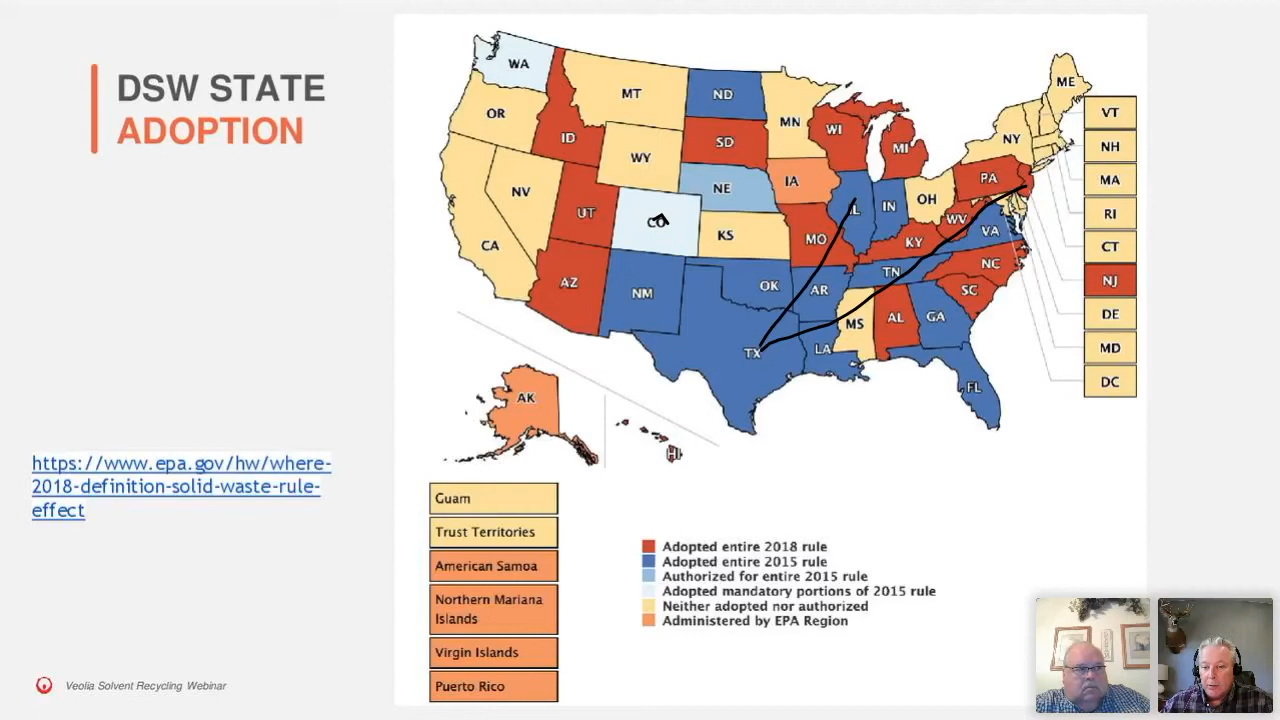 DSW STATE
ADOPTION
https://www.epa.gov/hw/where-
2018-definition-solid-waste-rule-
effect
WA
OR
CA
NV
ID
MT
WY
UT
AZ
CO
NM
ND
SD
NE
KS
OK
TX
MN
IA
MO
AR
LA
WI
IL
MI
IN
OH
KY
TN
MS
AL
GA
FL
SC
NC
VA
WV
PA
NY
ME
VT
NH
MA
RI
CT
NJ
DE
MD
DC
AK
HI
Guam
Trust Territories
American Samoa
Northern Mariana
Islands
Virgin Islands
Puerto Rico
Adopted entire 2018 rule
Adopted entire 2015 rule
Authorized for entire 2015 rule
Adopted mandatory portions of 2015 rule
Neither adopted nor authorized
Administered by EPA Region
Veolia Solvent Recycling Webinar